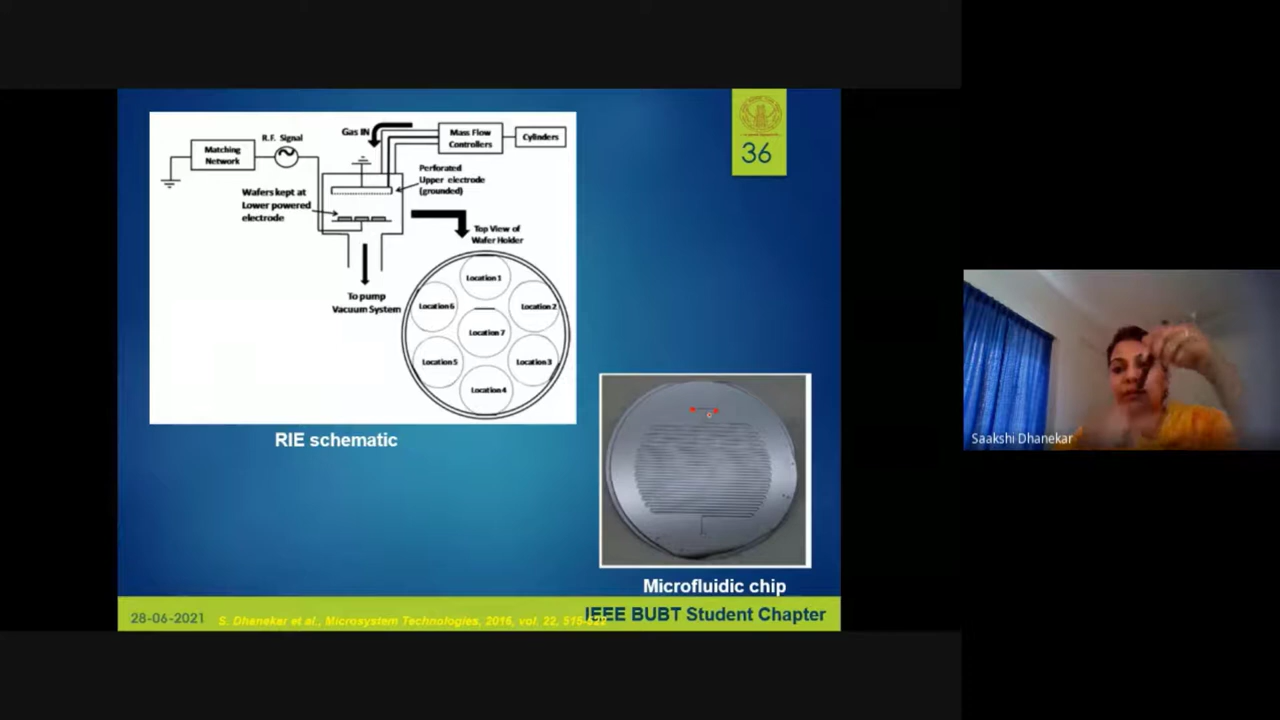 36
Gas IN
R.F. Signal
Matching
Network
Mass Flow
Controllers
Cylinders
Perforated
Upper electrode
(grounded)
Wafers kept at
Lower powered
electrode
Top View of
Wafer Holder
To pump
Vacuum System
Location 1
Location 6
Location 2
Location 7
Location 5
Location 3
Location 4
RIE schematic
Microfluidic chip
Saakshi Dhanekar
28-06-2021
S. Dhanekar et al., Microsystem Technologies, 2016, vol. 22,
IEEE BUBT Student Chapter